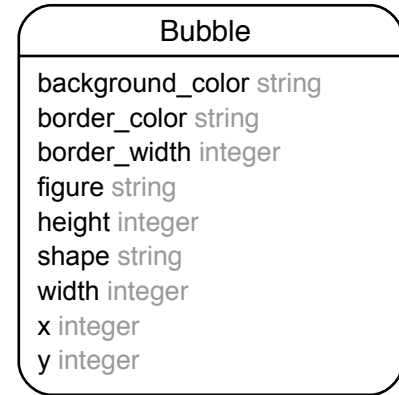 Bubble
background_color string
border_color string
border_width integer
figure string
height integer
shape string
width integer
x integer
y integer